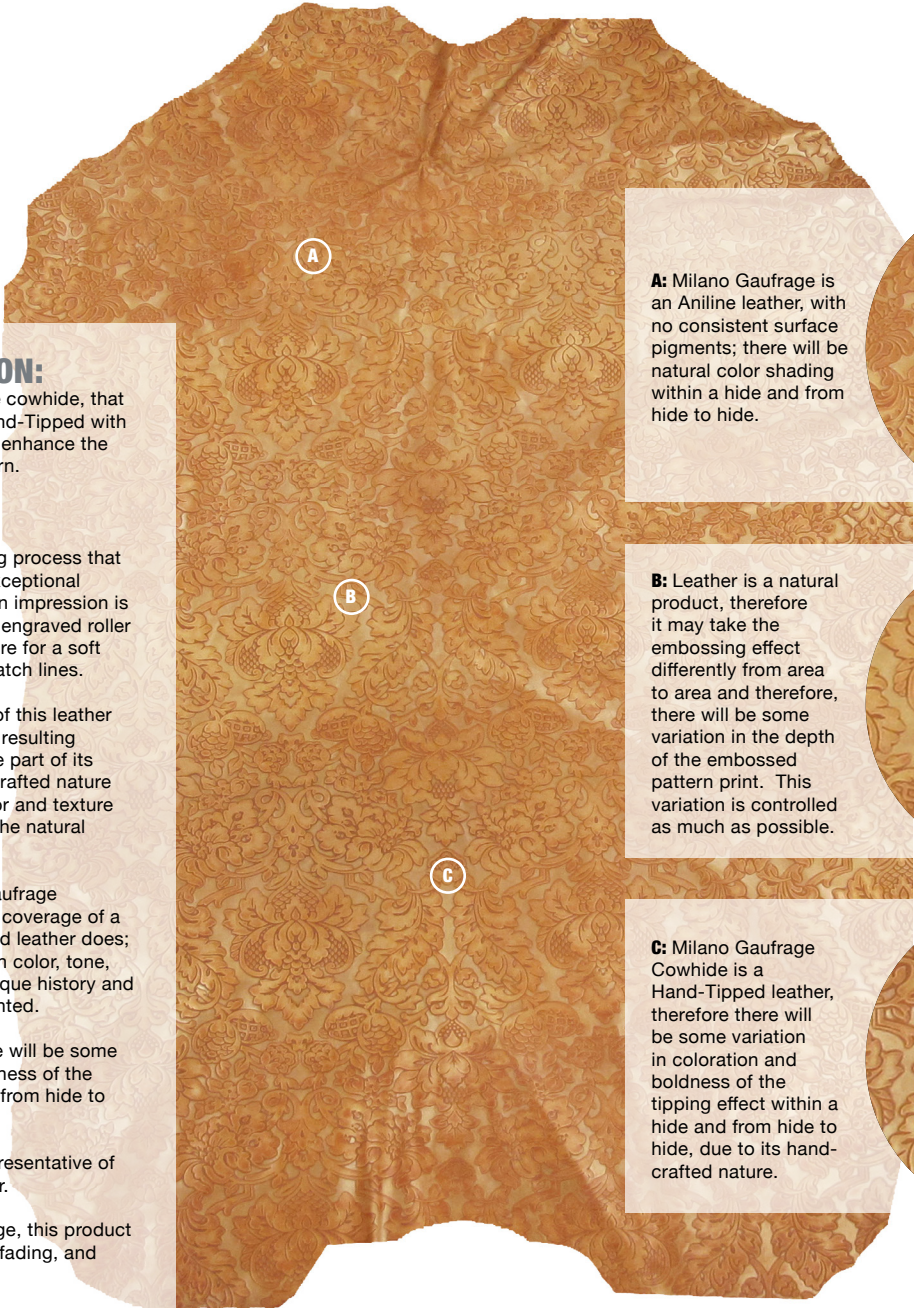 A
B
C
ON:
cowhide, that
nd-Tipped with
enhance the
rn.
g process that
ceptional
n impression is
engraved roller
re for a soft
atch lines.
of this leather
resulting
e part of its
rafted nature
or and texture
he natural
aufrage
coverage of a
d leather does;
n color, tone,
que history and
nted.
e will be some
ness of the
from hide to
resentative of
r.
ge, this product
fading, and
A: Milano Gaufrage is
an Aniline leather, with
no consistent surface
pigments; there will be
natural color shading
within a hide and from
hide to hide.
B: Leather is a natural
product, therefore
it may take the
embossing effect
differently from area
to area and therefore,
there will be some
variation in the depth
of the embossed
pattern print.  This
variation is controlled
as much as possible.
C: Milano Gaufrage
Cowhide is a
Hand-Tipped leather,
therefore there will
be some variation
in coloration and
boldness of the
tipping effect within a
hide and from hide to
hide, due to its hand-
crafted nature.